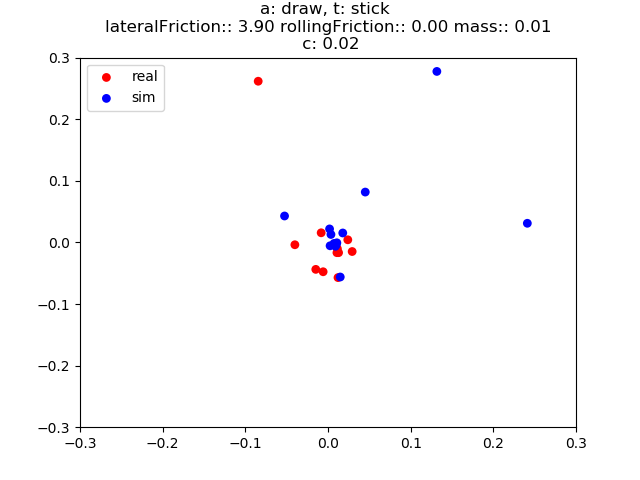 a: draw, t: stick
lateralFriction:: 3.90 rollingFriction:: 0.00 mass:: 0.01
c: 0.02
real
sim
0.3
0.2
0.1
0.0
−0.1
−0.2
−0.3
−0.3 −0.2 −0.1 0.0 0.1 0.2 0.3